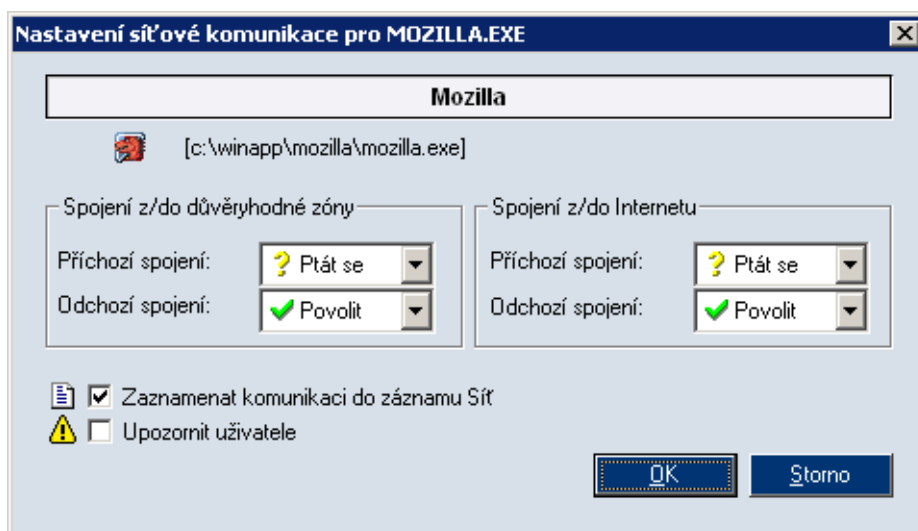 Nastavení síťové komunikace pro MOZILLA.EXE
Mozilla
[c:\winapp\mozilla\mozilla.exe]
Spojení z/do důvěryhodné zóny
Příchozí spojení: Ptát se
Odchozí spojení: Povolit
Spojení z/do Internetu
Příchozí spojení: Ptát se
Odchozí spojení: Povolit
Zaznamenat komunikaci do záznamu Síť
Upozornit uživatele
OK Storno